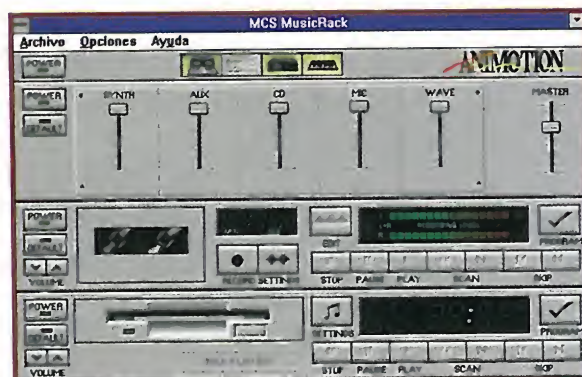 MCS MusicRack
Archivo Opciones Ayuda
POWER
ANIMOTION
POWER
DEFAULT
SYNTH AUX CD MIC WAVE MASTER
POWER
DEFAULT
VOLUME
RECORD SETTINGS
EDIT
STOP PAUSE PLAY SCAN SKIP
PROGRAM
POWER
DEFAULT
VOLUME
SETTINGS
STOP PAUSE PLAY SCAN SKIP
PROGRAM